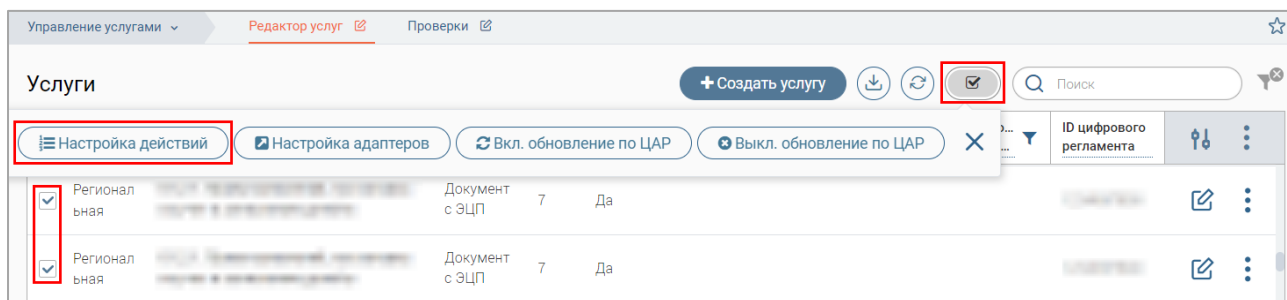 Управление услугами
Редактор услуг
Проверки
Услуги
+ Создать услугу
Поиск
Настройка действий
Настройка адаптеров
Вкл. обновление по ЦАР
Выкл. обновление по ЦАР
ID цифрового
регламента
Регионал
ьная
Документ
с ЭЦП
7
Да
Регионал
ьная
Документ
с ЭЦП
7
Да